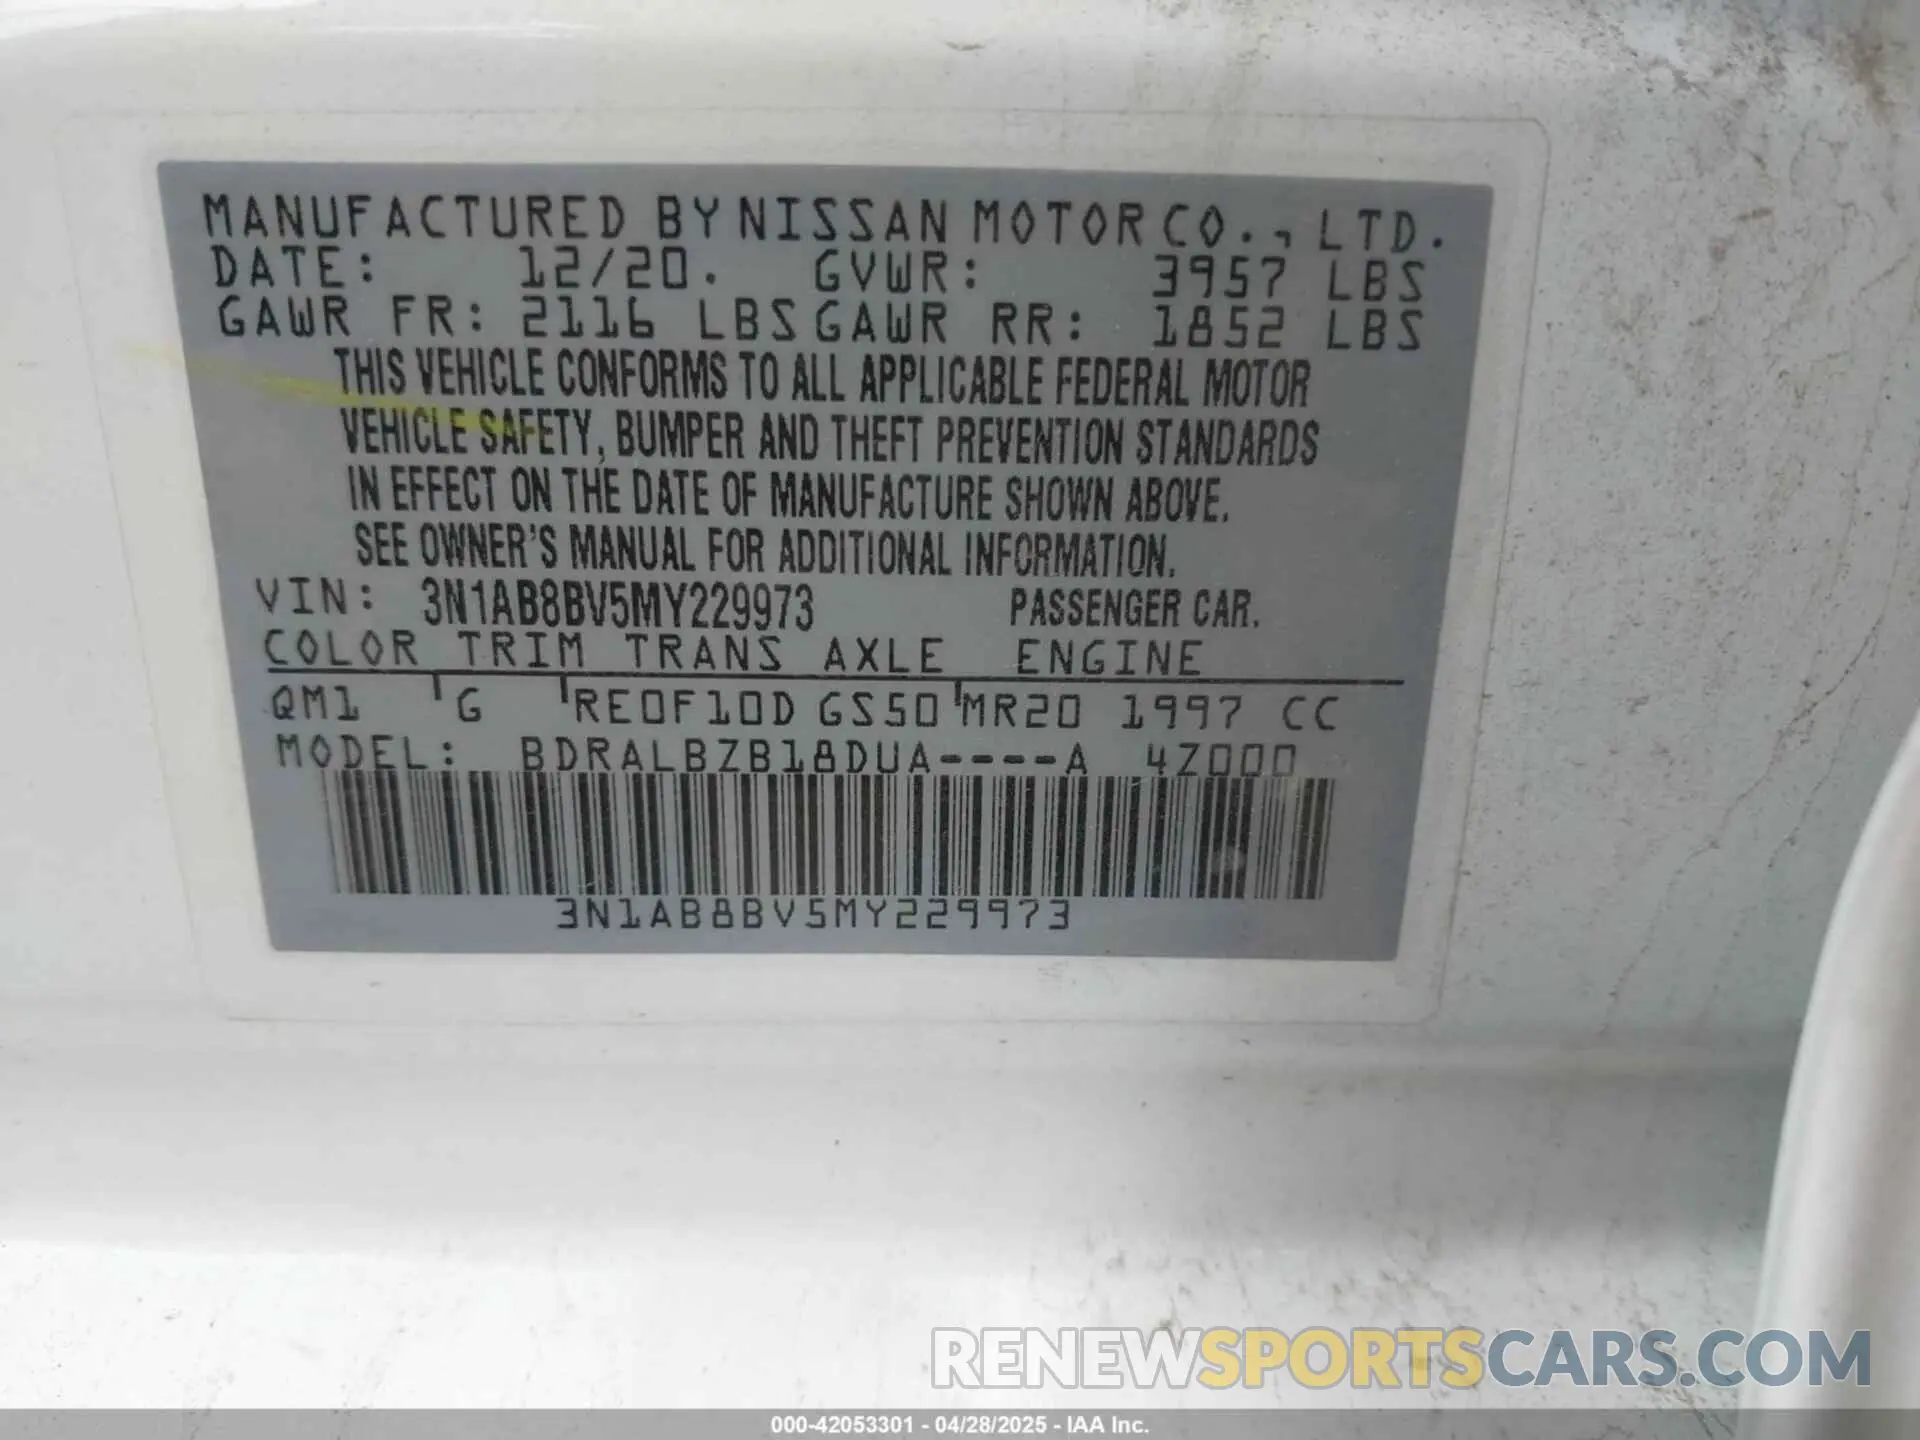 MANUFACTURED BY NISSAN MOTOR CO., LTD.
DATE: 12/20. GVWR: 3957 LBS
GAWR FR: 2116 LBS GAWR RR: 1852 LBS
THIS VEHICLE CONFORMS TO ALL APPLICABLE FEDERAL MOTOR
VEHICLE SAFETY, BUMPER AND THEFT PREVENTION STANDARDS
IN EFFECT ON THE DATE OF MANUFACTURE SHOWN ABOVE.
SEE OWNER'S MANUAL FOR ADDITIONAL INFORMATION.
VIN: 3N1AB8BV5MY229973 PASSENGER CAR.
COLOR TRIM TRANS AXLE ENGINE
QM1 G RE0F10D GS50 MR20 1997 CC
MODEL: BDRALBZB18DUA----A 4Z000
3N1AB8BV5MY229973
RENEWSPORTSCARS.COM
000-42053301 - 04/28/2025 - IAA Inc.